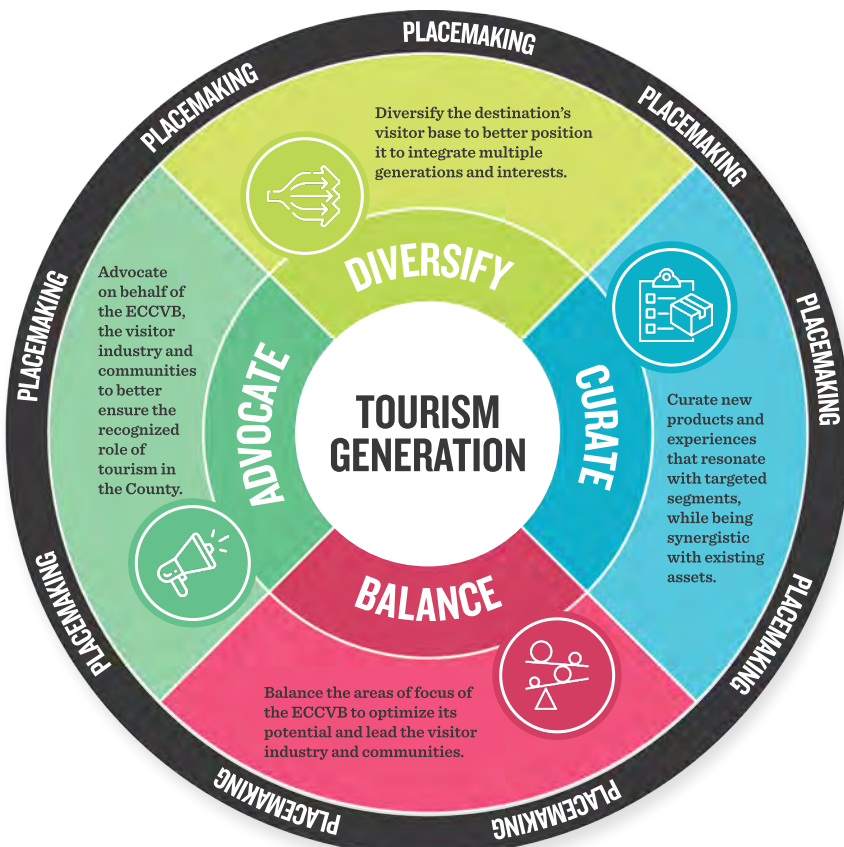 PLACEMAKING
PLACEMAKING
PLACEMAKING
PLACEMAKING
PLACEMAKING
PLACEMAKING
PLACEMAKING
PLACEMAKING
PLACEMAKING
Diversify the destination’s
visitor base to better position
it to integrate multiple
generations and interests.
DIVERSIFY
CURATE
Curate new
products and
experiences
that resonate
with targeted
segments,
while being
synergistic
with existing
assets.
BALANCE
Balance the areas of focus of
the ECCVB to optimize its
potential and lead the visitor
industry and communities.
ADVOCATE
Advocate
on behalf of
the ECCVB,
the visitor
industry and
communities
to better
ensure the
recognized
role of
tourism in
the County.
TOURISM
GENERATION